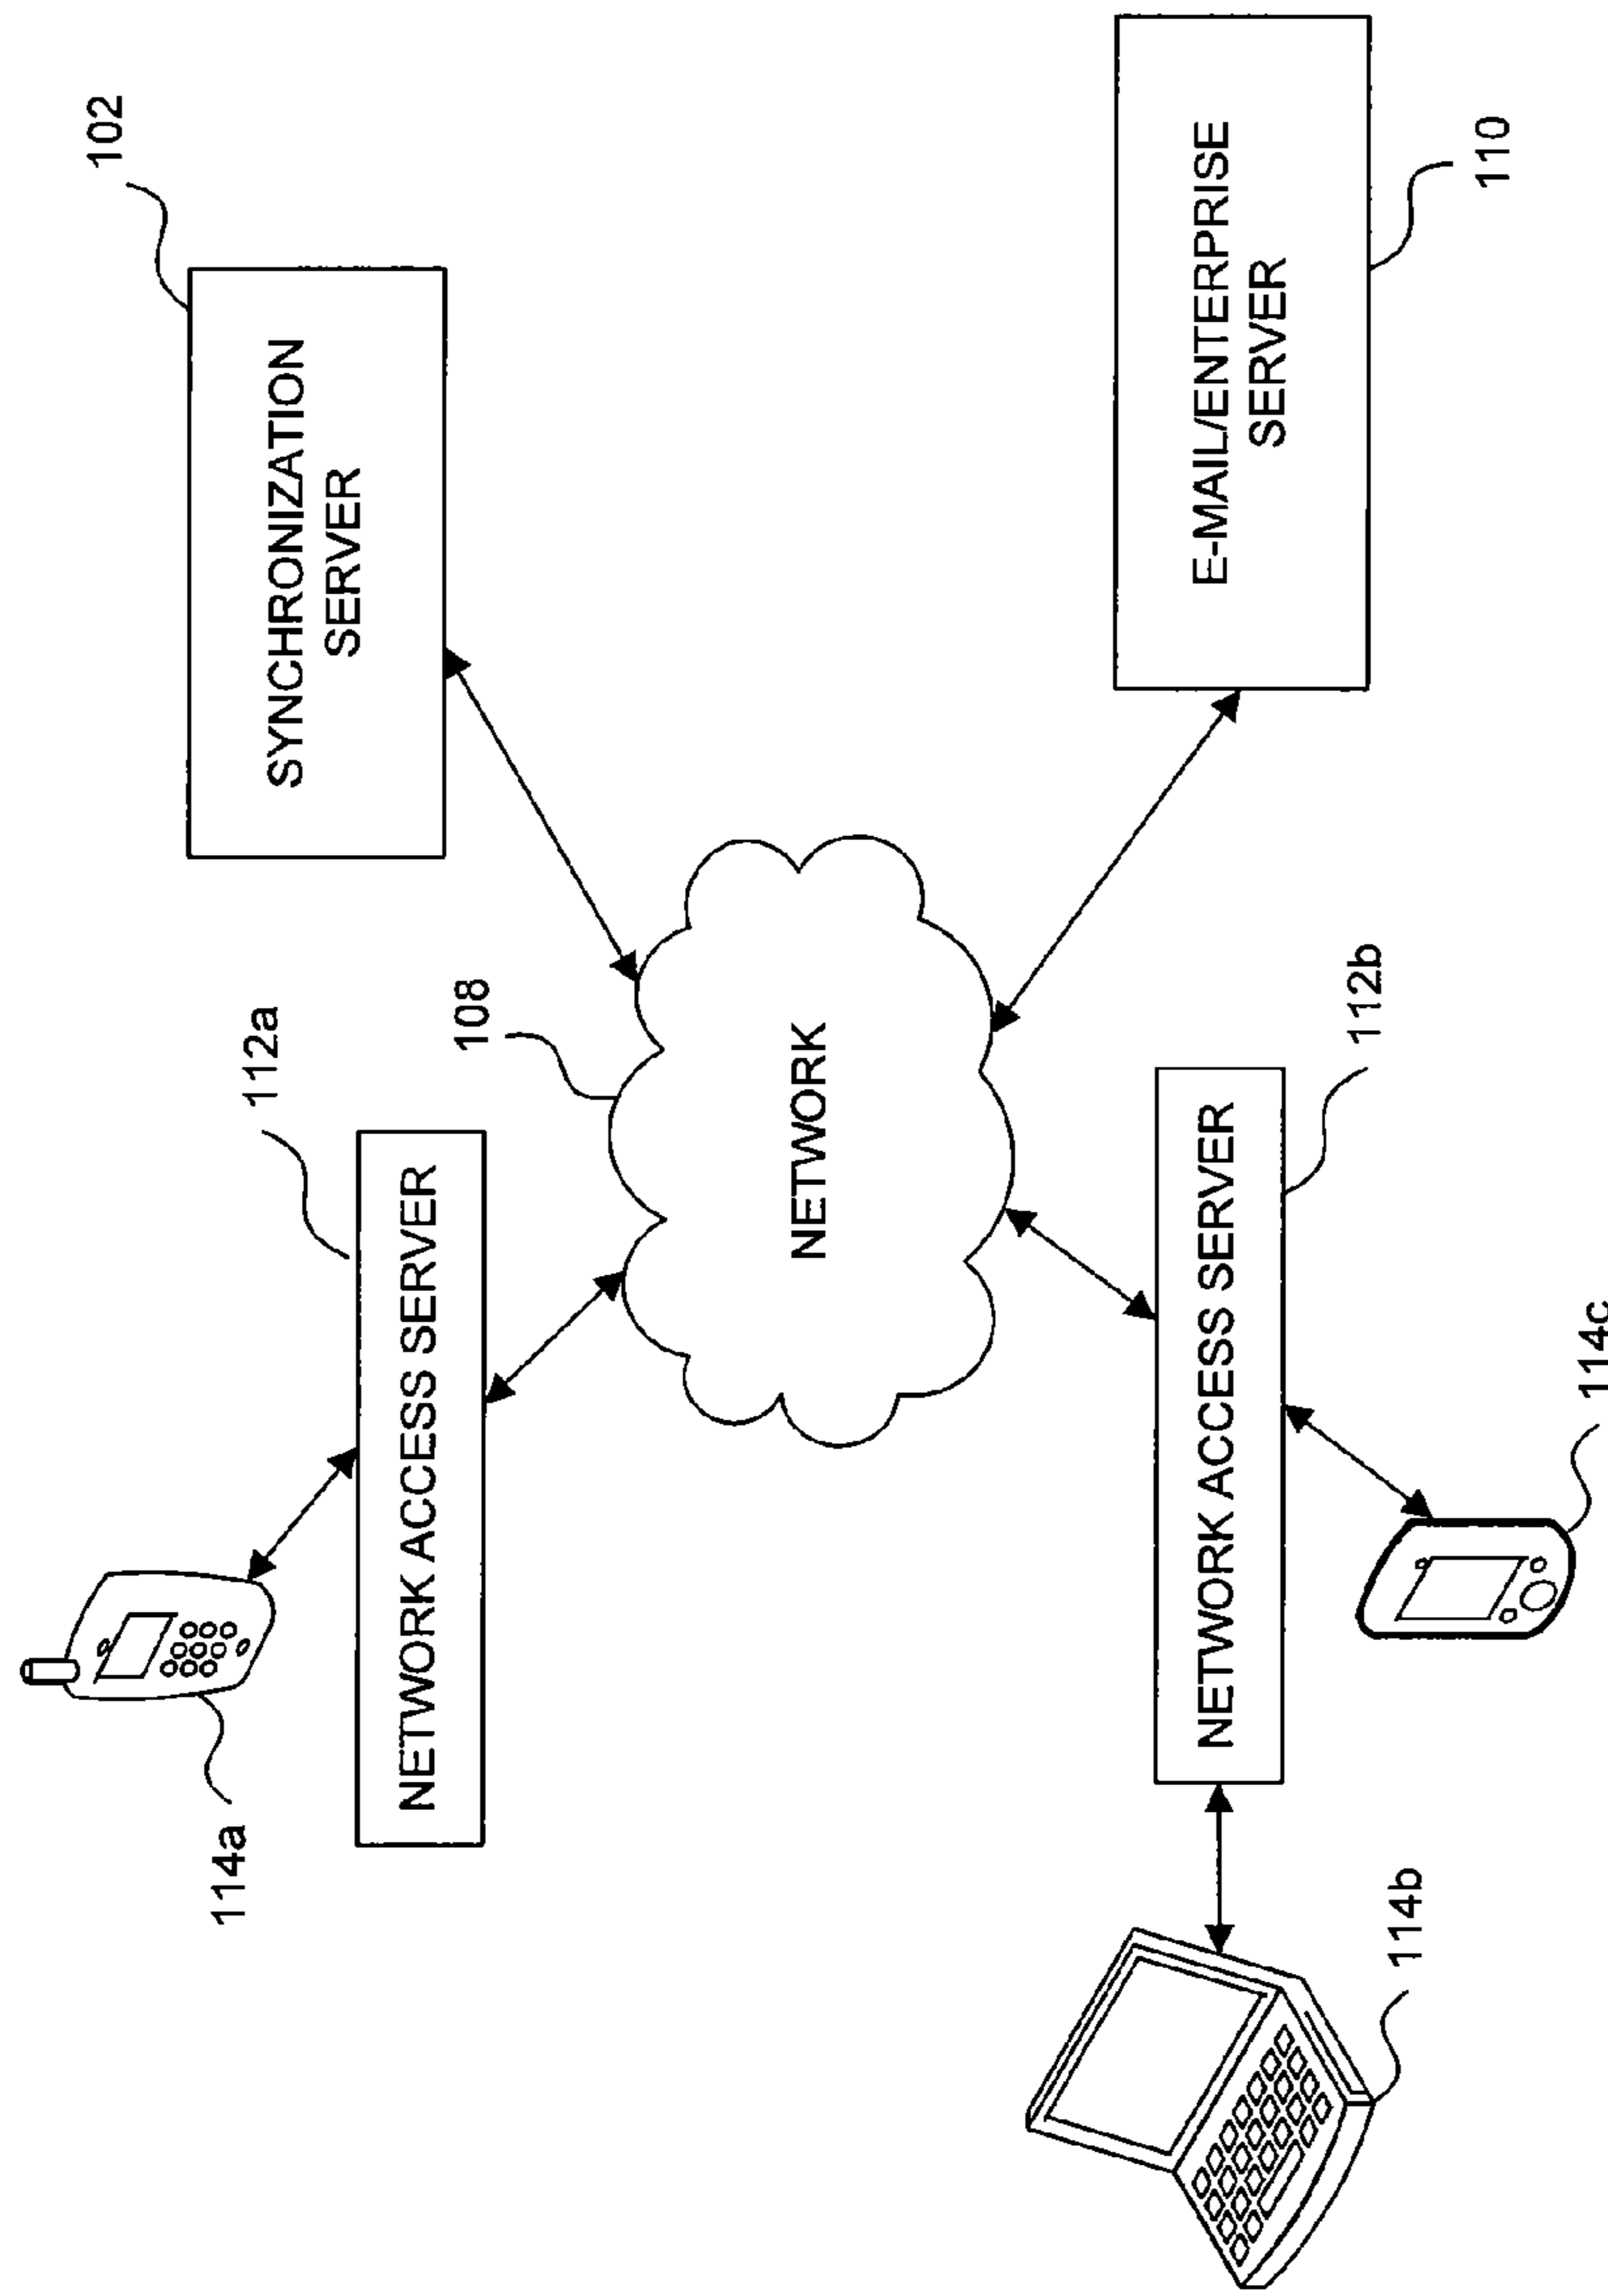 102
SYNCHRONIZATION
SERVER
112a
NETWORK ACCESS SERVER
114a
108
NETWORK
E-MAIL/ENTERPRISE
SERVER
110
112b
NETWORK ACCESS SERVER
114c
114b